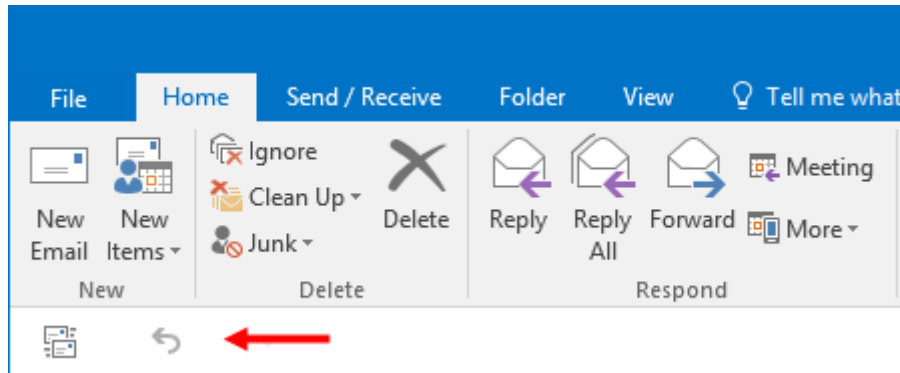 File Home Send / Receive Folder View Tell me what
Ignore
Clean Up
Junk
Delete
New
Email
New
Items
Reply
Reply
All
Forward
Meeting
More
New Delete Respond